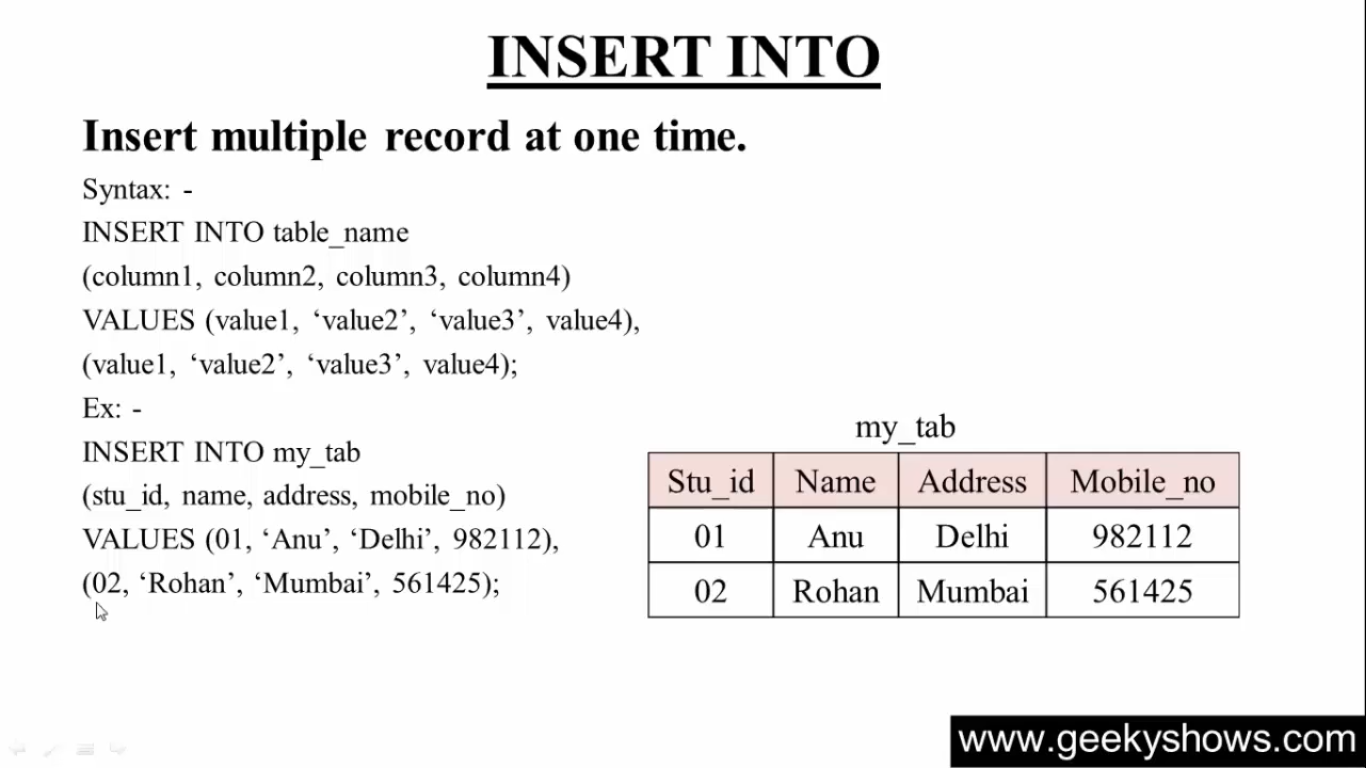 INSERT INTO
Insert multiple record at one time.
Syntax: -
INSERT INTO table_name
(column1, column2, column3, column4)
VALUES (value1, ‘value2’, ‘value3’, value4),
(value1, ‘value2’, ‘value3’, value4);
Ex: -
INSERT INTO my_tab
(stu_id, name, address, mobile_no)
VALUES (01, ‘Anu’, ‘Delhi’, 982112),
(02, ‘Rohan’, ‘Mumbai’, 561425);
my_tab
Stu_id Name Address Mobile_no
01 Anu Delhi 982112
02 Rohan Mumbai 561425
www.geekyshows.com